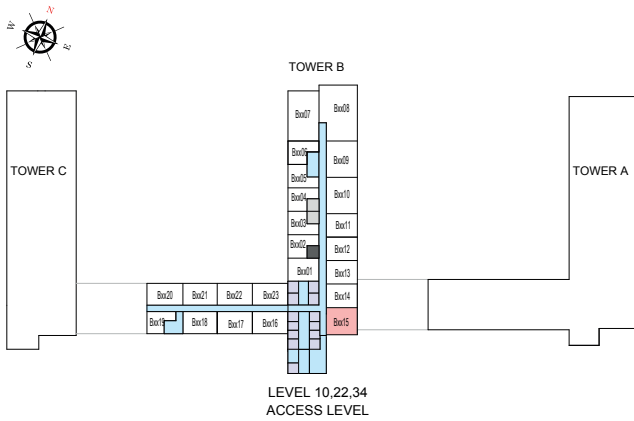 N
W
E
S
TOWER B
TOWER C
TOWER A
Bxx07
Bxx08
Bxx06
Bxx09
Bxx05
Bxx04
Bxx10
Bxx03
Bxx11
Bxx02
Bxx12
Bxx01
Bxx13
Bxx20
Bxx21
Bxx22
Bxx23
Bxx14
Bxx19
Bxx18
Bxx17
Bxx16
Bxx15
LEVEL 10,22,34
ACCESS LEVEL